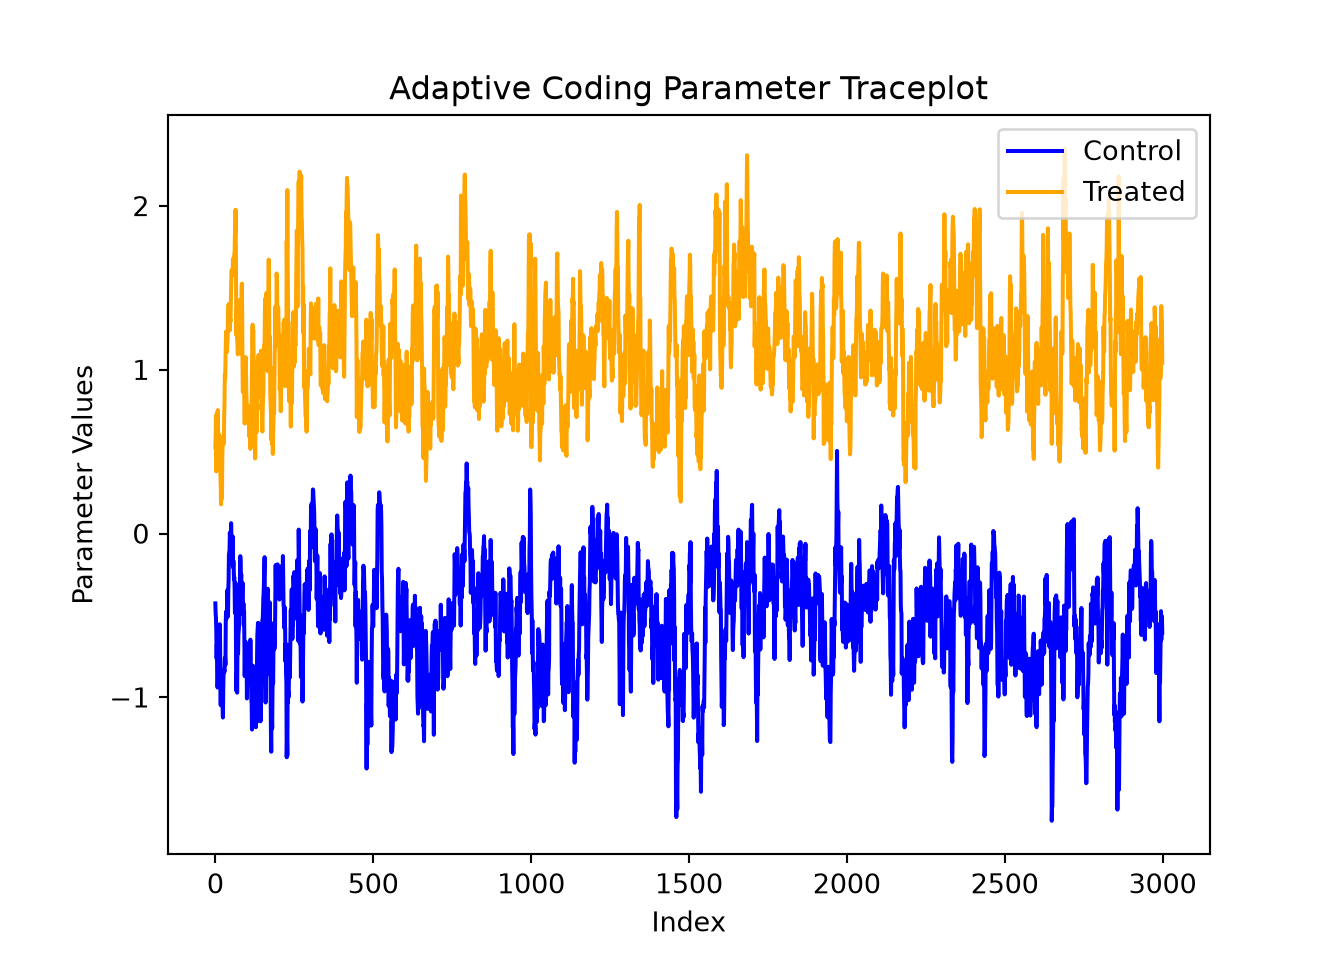 Adaptive Coding Parameter Traceplot
Control
Treated
2
1
0
−1
Parameter Values
0 500 1000 1500 2000 2500 3000
Index